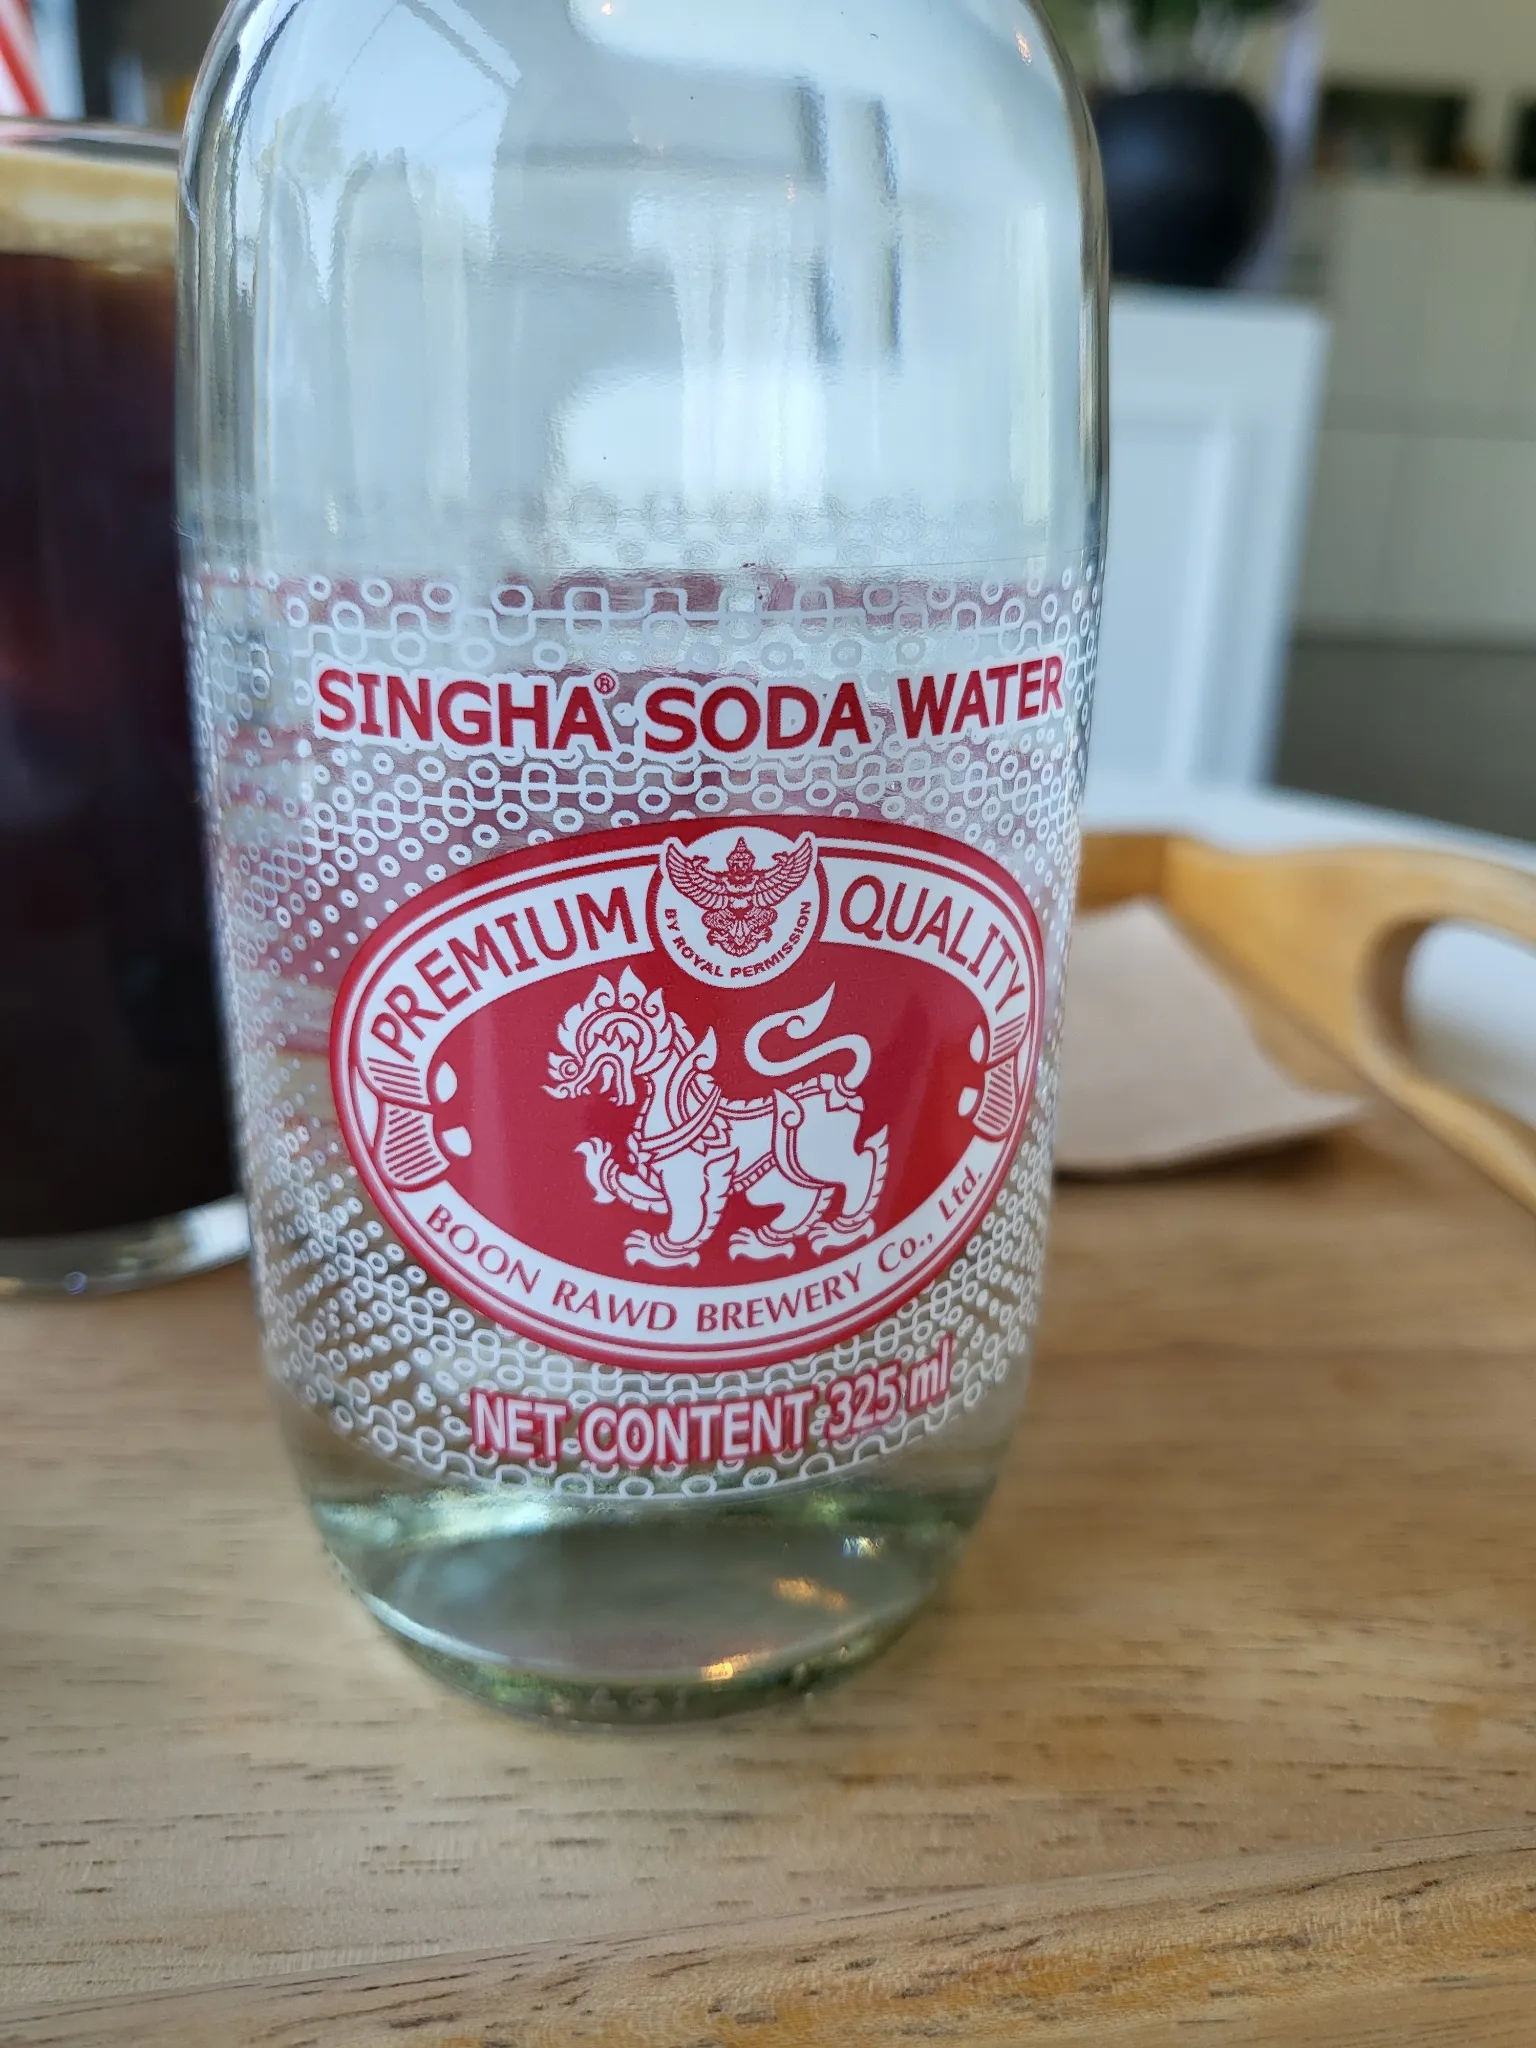 SINGHA® SODA WATER
PREMIUM QUALITY
BY ROYAL PERMISSION
BOON RAWD BREWERY Co., Ltd.
NET CONTENT 325 ml